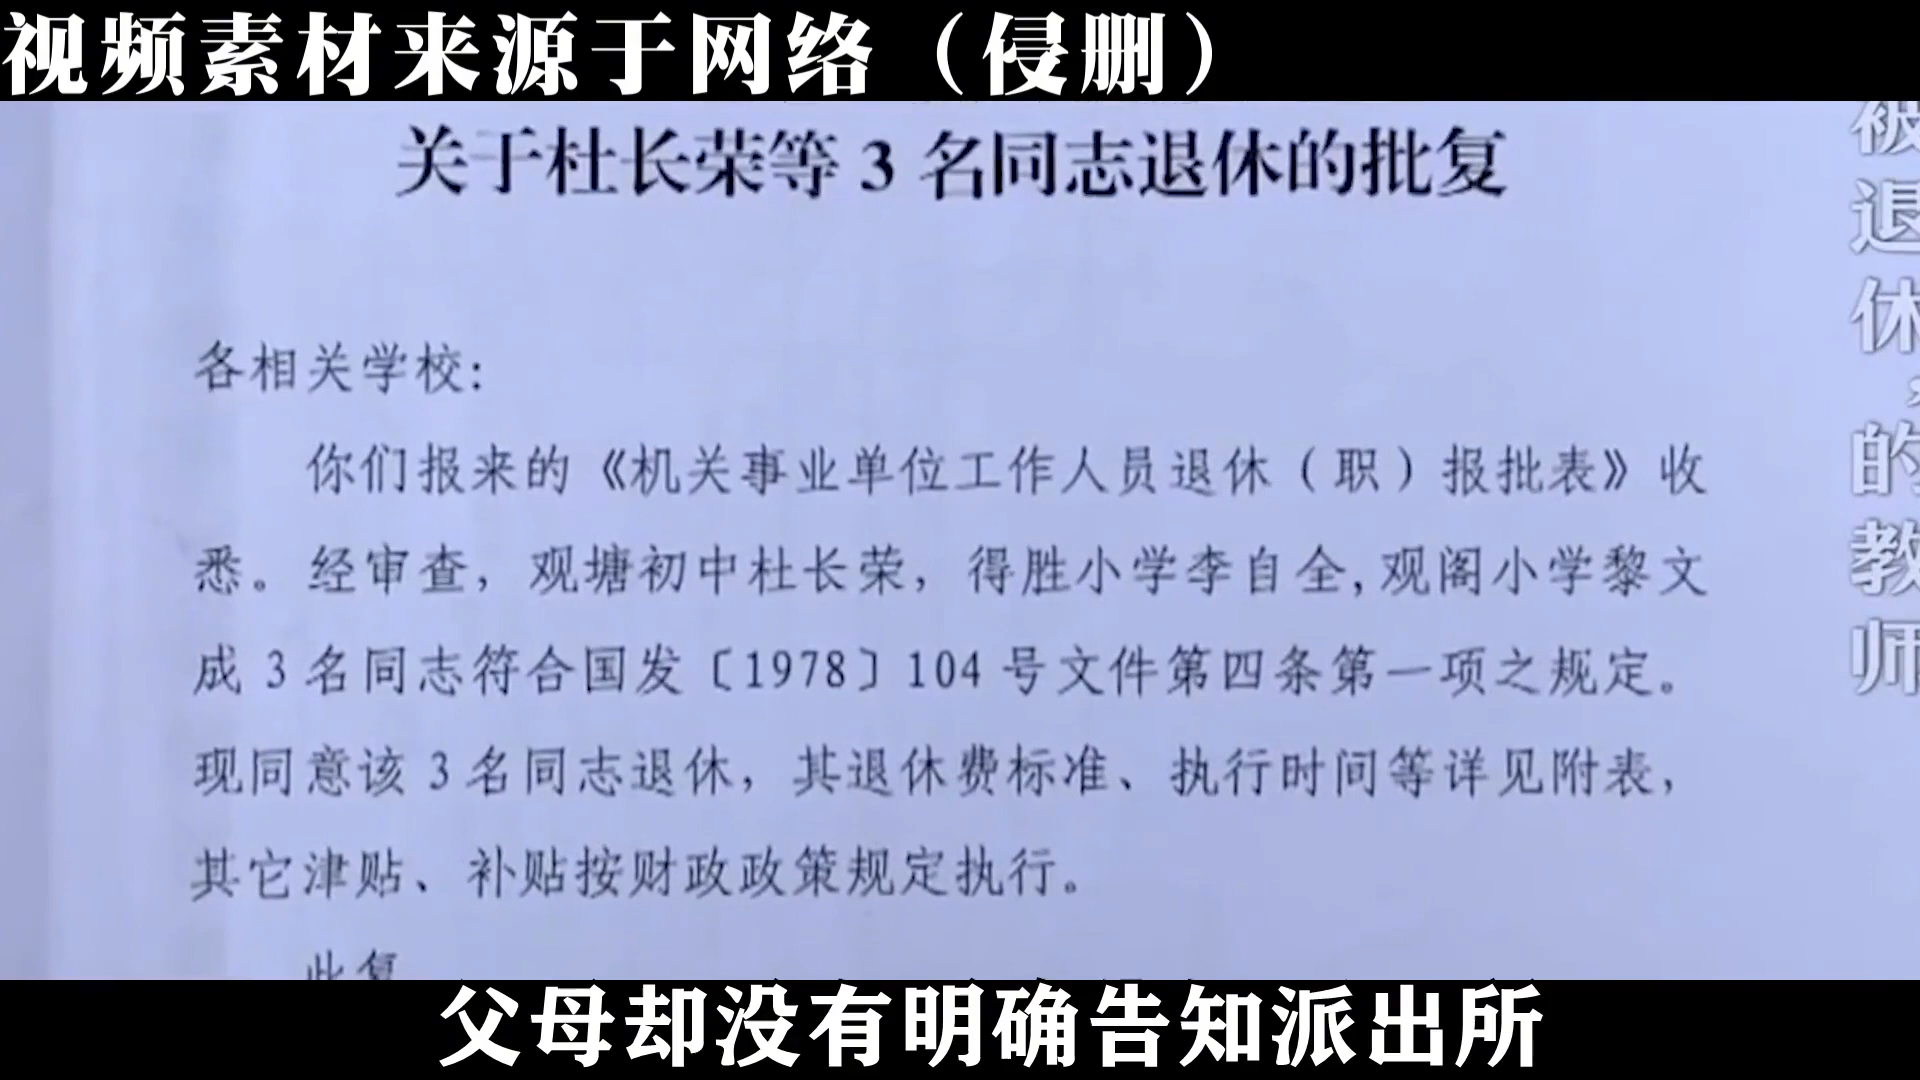 视频素材来源于网络（侵删）
关于杜长荣等3名同志退休的批复
各相关学校：
你们报来的《机关事业单位工作人员退休（职）报批表》收
悉。经审查，观塘初中杜长荣，得胜小学李自全，观阁小学黎文
成3名同志符合国发〔1978〕104号文件第四条第一项之规定。
现同意该3名同志退休，其退休费标准、执行时间等详见附表，
其它津贴、补贴按财政政策规定执行。
此复
被退休的教师
父母却没有明确告知派出所